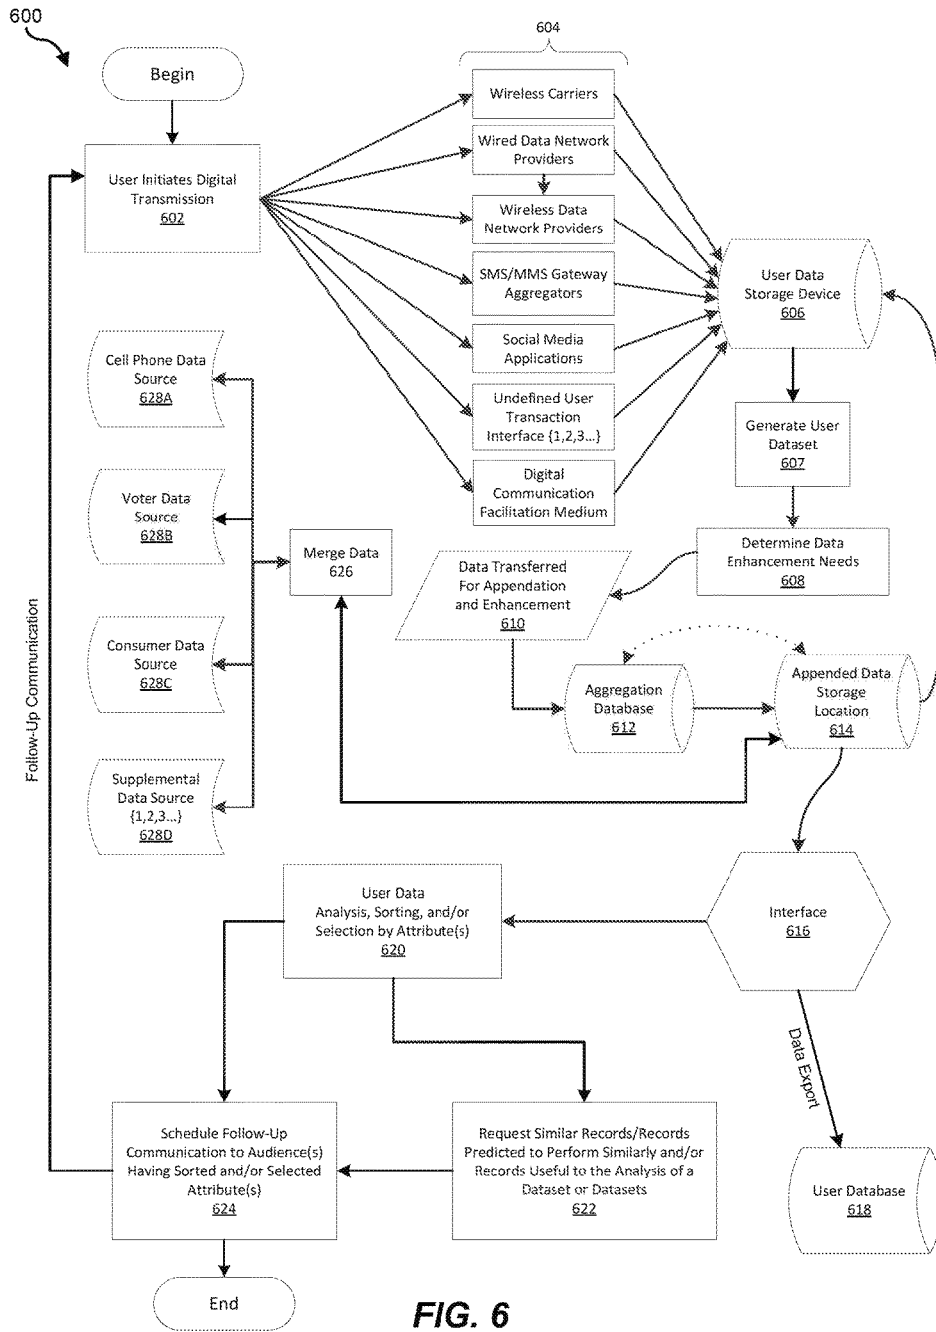 600
604
Begin
Wireless Carriers
User Initiates Digital
Transmission
602
Wired Data Network
Providers
Wireless Data
Network Providers
SMS/MMS Gateway
Aggregators
Social Media
Applications
Undefined User
Transaction
Interface {1,2,3...}
Digital
Communication
Facilitation Medium
User Data
Storage Device
606
Generate User
Dataset
607
Determine Data
Enhancement Needs
608
Data Transferred
For Appendation
and Enhancement
610
Aggregation
Database
612
Appended Data
Storage
Location
614
Cell Phone Data
Source
628A
Voter Data
Source
628B
Consumer Data
Source
628C
Supplemental
Data Source
{1,2,3...}
628D
Merge Data
626
Follow-Up Communication
User Data
Analysis, Sorting, and/or
Selection by Attribute(s)
620
Interface
616
Data Export
Schedule Follow-Up
Communication to Audience(s)
Having Sorted and/or Selected
Attribute(s)
624
Request Similar Records/Records
Predicted to Perform Similarly and/or
Records Useful to the Analysis of a
Dataset or Datasets
622
User Database
618
End
FIG. 6